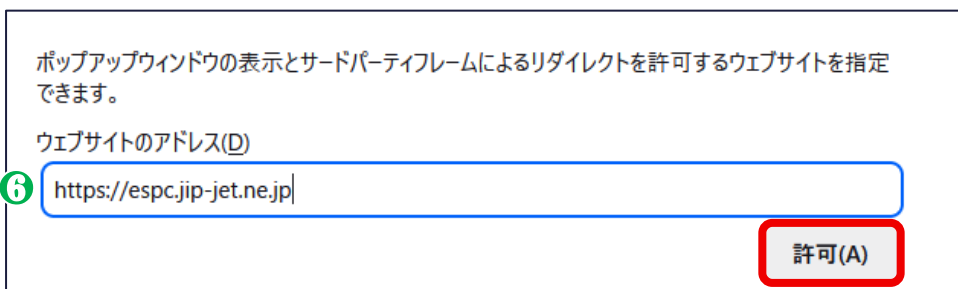 ポップアップウィンドウの表示とサードパーティフレームによるリダイレクトを許可するウェブサイトを指定
できます。
ウェブサイトのアドレス(D)
❻ https://espc.jip-jet.ne.jp
許可(A)